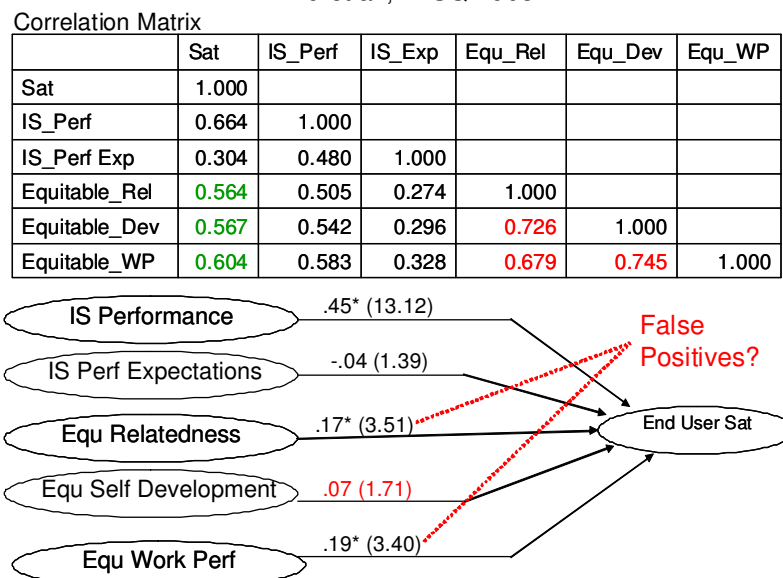 Correlation Matrix
Sat IS_Perf IS_Exp Equ_Rel Equ_Dev Equ_WP
Sat 1.000
IS_Perf 0.664 1.000
IS_Perf Exp 0.304 0.480 1.000
Equitable_Rel 0.564 0.505 0.274 1.000
Equitable_Dev 0.567 0.542 0.296 0.726 1.000
Equitable_WP 0.604 0.583 0.328 0.679 0.745 1.000
IS Performance .45* (13.12)
False
Positives?
IS Perf Expectations -.04 (1.39)
Equ Relatedness .17* (3.51)
End User Sat
Equ Self Development .07 (1.71)
Equ Work Perf .19* (3.40)